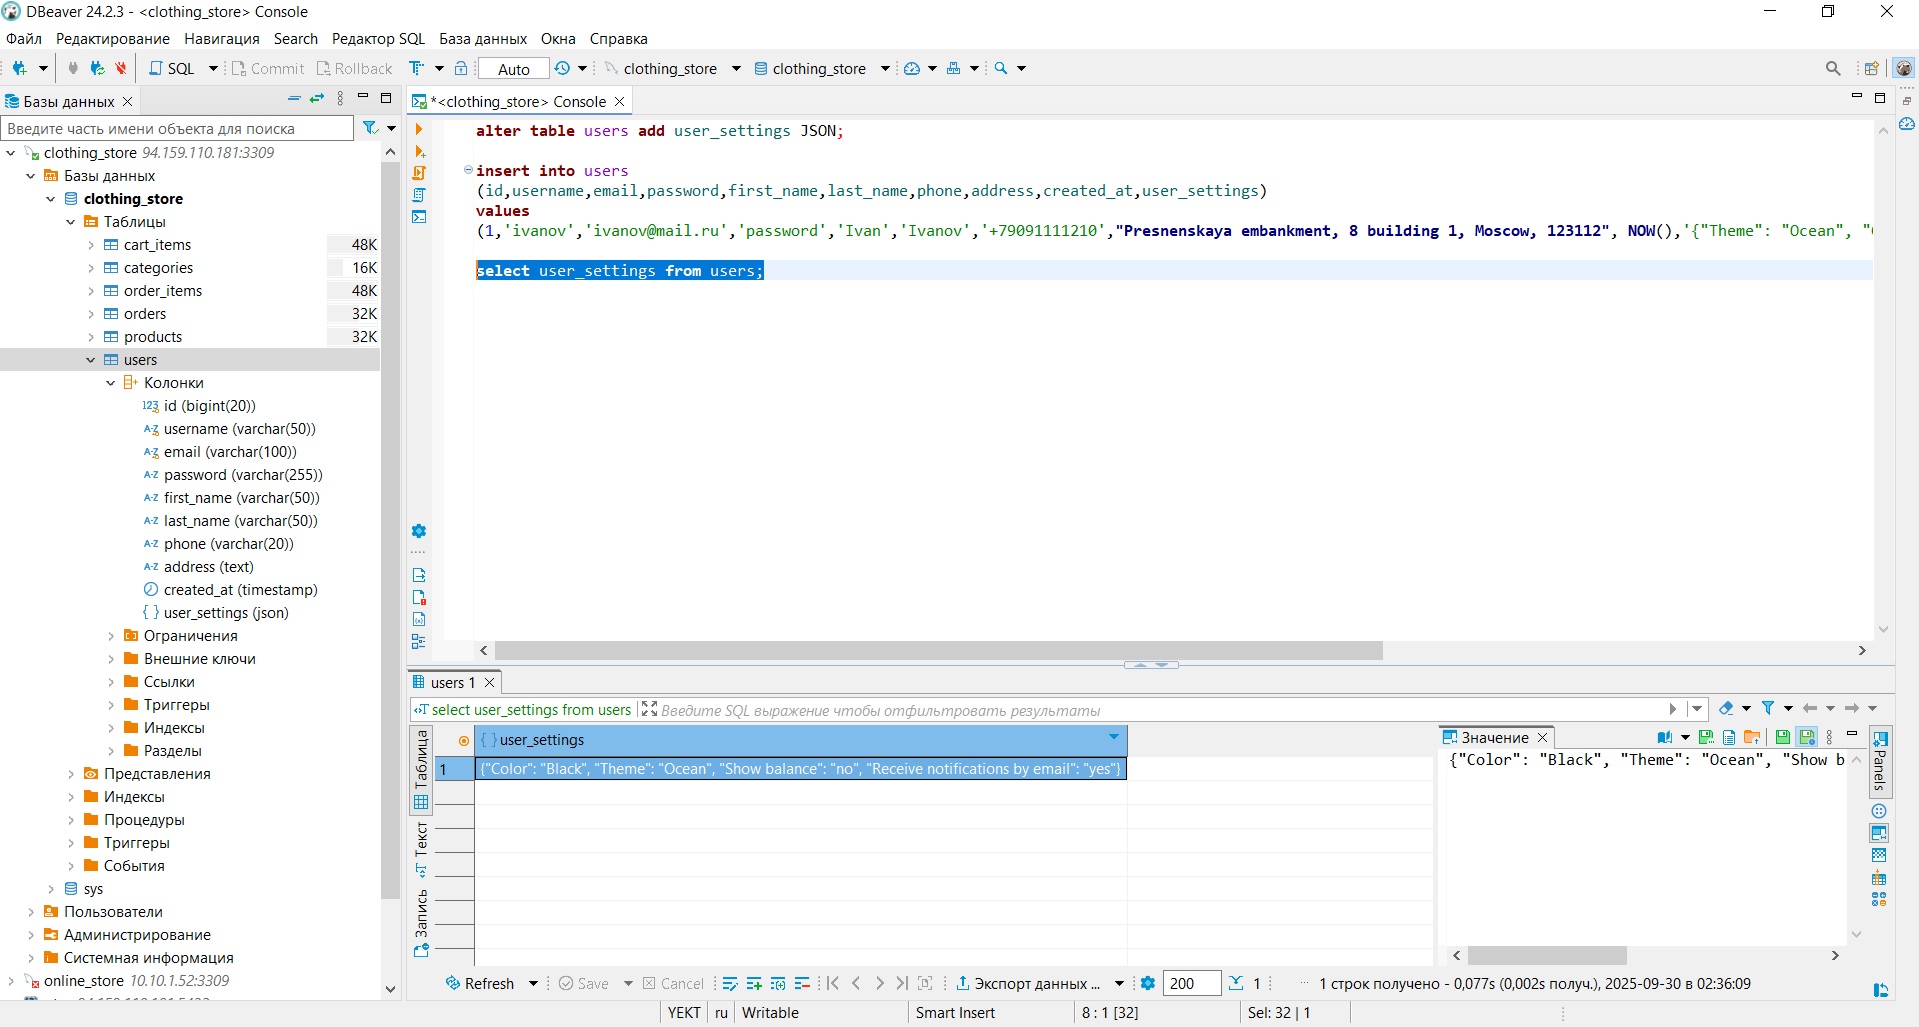 DBeaver 24.2.3 - <clothing_store> Console
Файл Редактирование Навигация Search Редактор SQL База данных Окна Справка
SQL Commit Rollback Auto clothing_store clothing_store
Базы данных
Введите часть имени объекта для поиска
clothing_store 94.159.110.181:3309
Базы данных
clothing_store
Таблицы
cart_items 48K
categories 16K
order_items 48K
orders 32K
products 32K
users
Колонки
id (bigint(20))
username (varchar(50))
email (varchar(100))
password (varchar(255))
first_name (varchar(50))
last_name (varchar(50))
phone (varchar(20))
address (text)
created_at (timestamp)
user_settings (json)
Ограничения
Внешние ключи
Ссылки
Триггеры
Индексы
Разделы
Представления
Индексы
Процедуры
Триггеры
События
sys
Пользователи
Администрирование
Системная информация
online_store 10.10.1.52:3309
*<clothing_store> Console
alter table users add user_settings JSON;
insert into users
(id,username,email,password,first_name,last_name,phone,address,created_at,user_settings)
values
(1,'ivanov','ivanov@mail.ru','password','Ivan','Ivanov','+79091111210',"Presnenskaya embankment, 8 building 1, Moscow, 123112", NOW(),'{"Theme": "Ocean", "
select user_settings from users;
users 1
select user_settings from users Введите SQL выражение чтобы отфильтровать результаты
Таблица
Текст
Запись
user_settings
1 {"Color": "Black", "Theme": "Ocean", "Show balance": "no", "Receive notifications by email": "yes"}
Значение
{"Color": "Black", "Theme": "Ocean", "Show b
Panels
Refresh Save Cancel Экспорт данных ... 200 1 1 строк получено - 0,077s (0,002s получ.), 2025-09-30 в 02:36:09
YEKT ru Writable Smart Insert 8 : 1 [32] Sel: 32 | 1